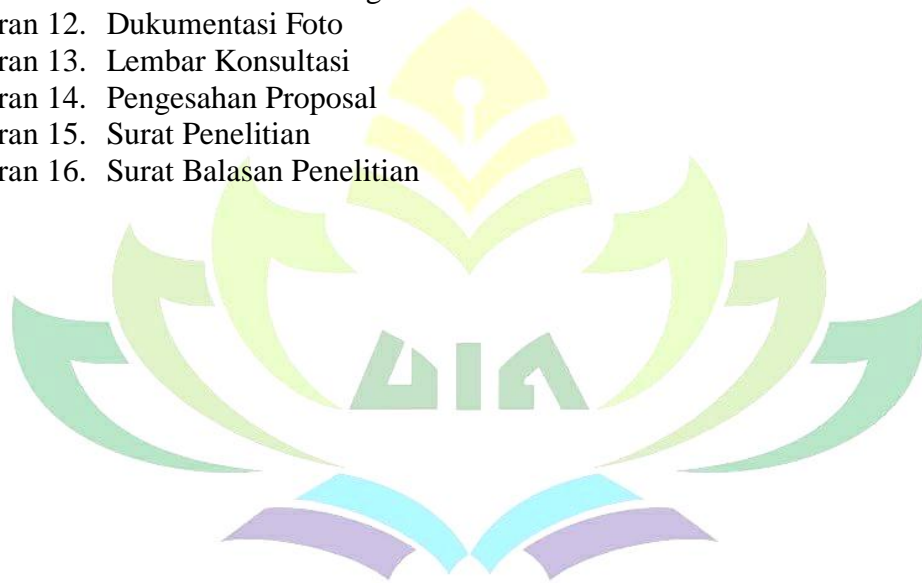 ran 12. Dukumentasi Foto
ran 13. Lembar Konsultasi
ran 14. Pengesahan Proposal
ran 15. Surat Penelitian
ran 16. Surat Balasan Penelitian
UIN